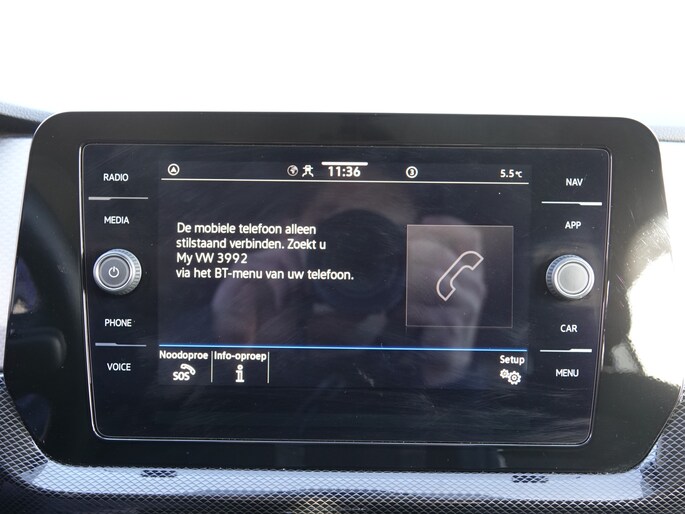 RADIO
MEDIA
PHONE
VOICE
11:36
3
5.5°C
De mobiele telefoon alleen
stilstaand verbinden. Zoekt u
My VW 3992
via het BT-menu van uw telefoon.
Noodoproe
SOS
Info-oproep
i
Setup
NAV
APP
CAR
MENU